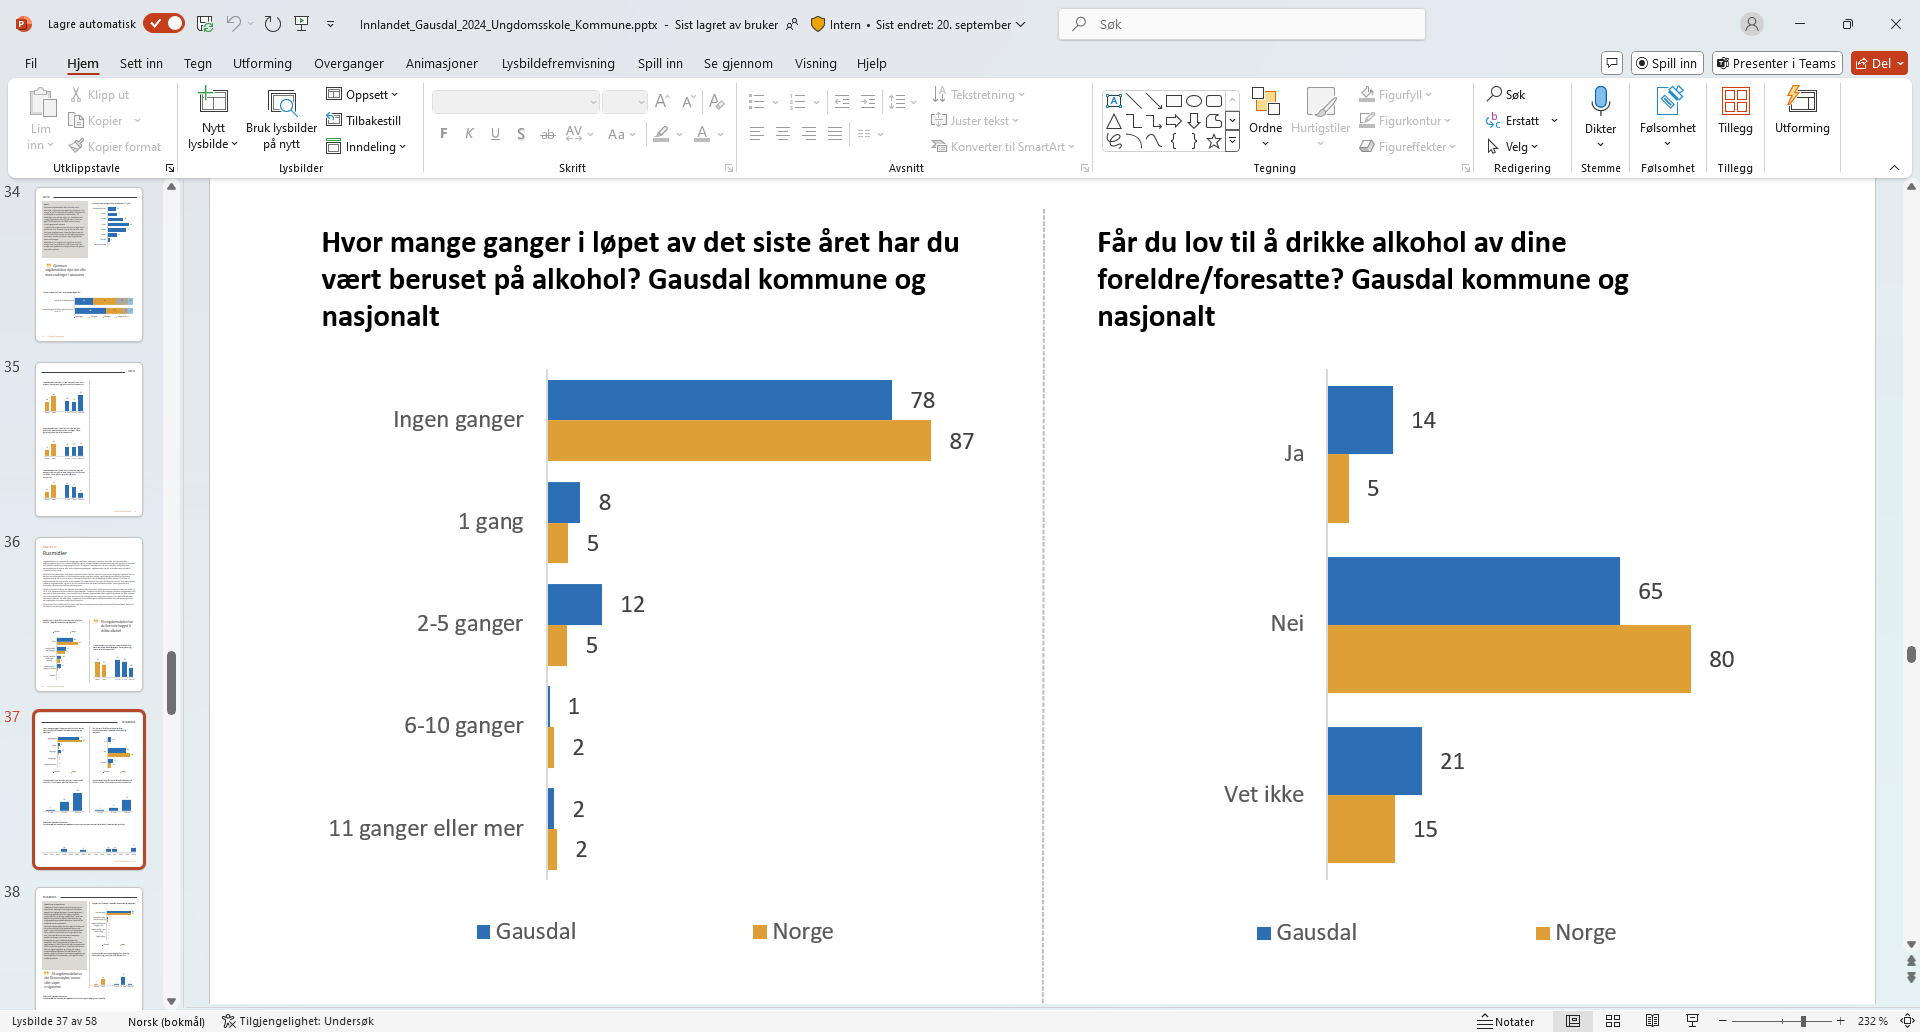 Lagre automatisk
Innlandet_Gausdal_2024_Ungdomsskole_Kommune.pptx - Sist lagret av bruker
Intern • Sist endret: 20. september
Søk
Fil Hjem Sett inn Tegn Utforming Overganger Animasjoner Lysbildefremvisning Spill inn Se gjennom Visning Hjelp
Spill inn Presenter i Teams Del
Lim inn
Klipp ut
Kopier
Kopier format
Utklippstavle
Nytt lysbilde
Bruk lysbilder på nytt
Oppsett
Tilbakestill
Inndeling
Lysbilder
F K U S ab AV Aa A
Skrift
Tekstretning
Juster tekst
Konverter til SmartArt
Avsnitt
Ordne
Hurtigstiler
Figurfyll
Figurkontur
Figureffekter
Tegning
Søk
Erstatt
Velg
Redigering
Dikter
Stemme
Følsomhet
Følsomhet
Tillegg
Tillegg
Utforming
34
35
36
Rusmidler
37
38
Hvor mange ganger i løpet av det siste året har du
vært beruset på alkohol? Gausdal kommune og
nasjonalt
Ingen ganger 78
87
1 gang 8
5
2-5 ganger 12
5
6-10 ganger 1
2
11 ganger eller mer 2
2
Gausdal Norge
Får du lov til å drikke alkohol av dine
foreldre/foresatte? Gausdal kommune og
nasjonalt
Ja 14
5
Nei 65
80
Vet ikke 21
15
Gausdal Norge
Lysbilde 37 av 58 Norsk (bokmål) Tilgjengelighet: Undersøk
Notater 232 %